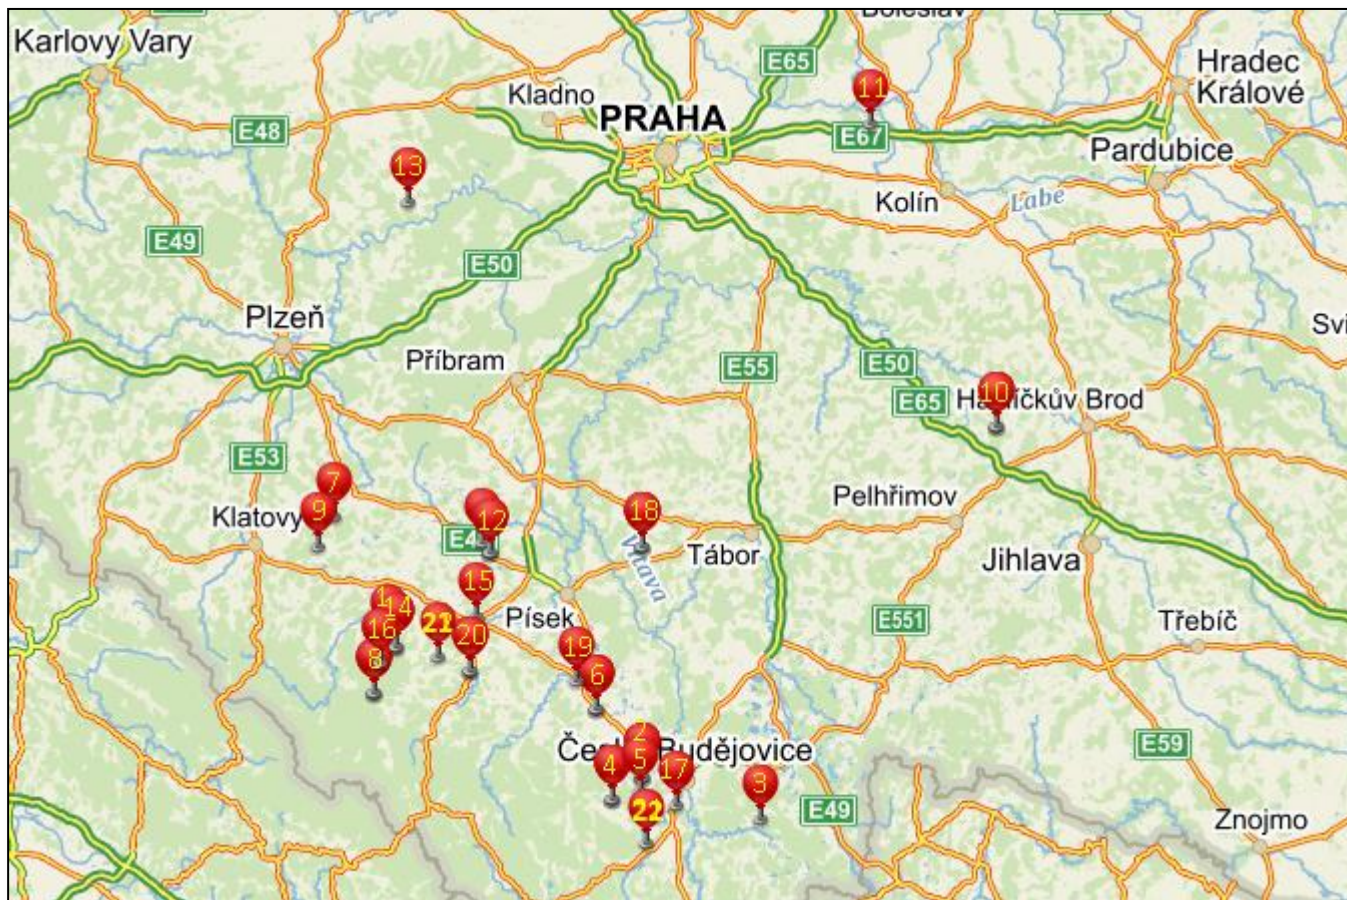 Boleslav
Karlovy Vary
E65
Hradec
Králové
Kladno
11
PRAHA
E48
E67
Pardubice
13
Kolín
Labe
E49
E50
Plzeň
Svi
Příbram
E55
E50
10
E65
Brod
E53
7
Pelhřimov
Klatovy
9
12
18
Vltava
Tábor
Jihlava
15
1
14
Písek
21
E551
Třebíč
16
20
19
8
6
2
Budějovice
E59
4
5
17
3
22
E49
Znojmo